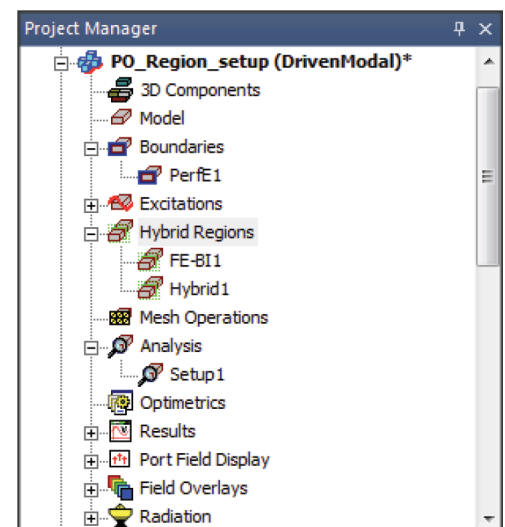 Project Manager
PO_Region_setup (DrivenModal)*
3D Components
Model
Boundaries
PerfE1
Excitations
Hybrid Regions
FE-BI1
Hybrid1
Mesh Operations
Analysis
Setup1
Optimetrics
Results
Port Field Display
Field Overlays
Radiation